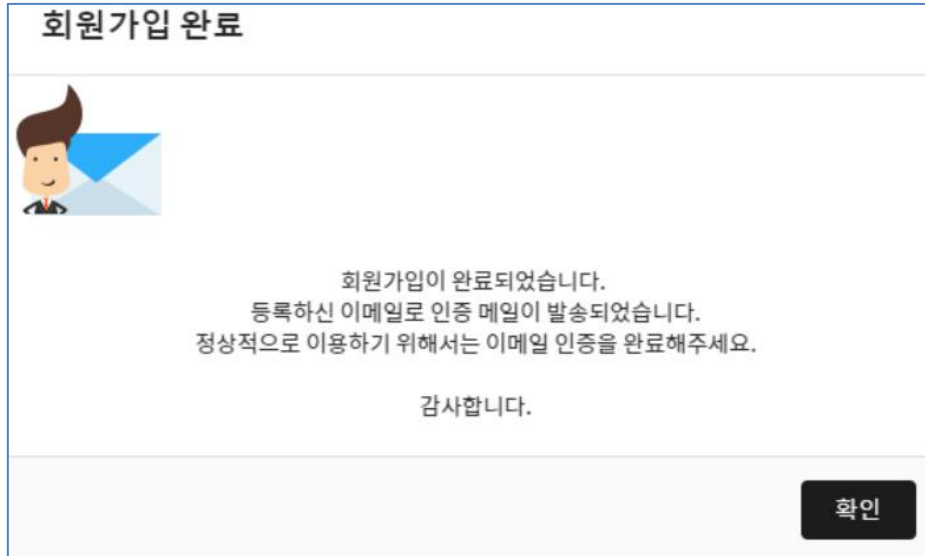 회원가입 완료
회원가입이 완료되었습니다.
등록하신 이메일로 인증 메일이 발송되었습니다.
정상적으로 이용하기 위해서는 이메일 인증을 완료해주세요.
감사합니다.
확인